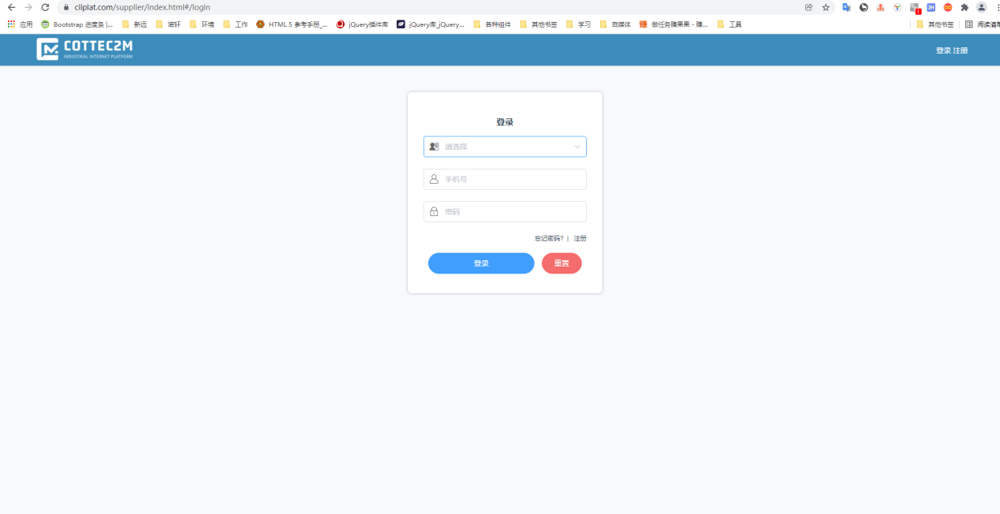 ciiplat.com/supplier/index.html#/login
应用 Bootstrap 进度条 |... 新远 诺轩 环境 工作 HTML 5 参考手册_... jQuery插件库 jQuery库_jQuery... 各种组件 其他书签 学习 自媒体 做任务赚果果 - 赚... 工具 其他书签 阅读清单
COTTEC2M
INDUSTRIAL INTERNET PLATFORM
登录 注册
登录
请选择
手机号
密码
忘记密码? | 注册
登录 重置